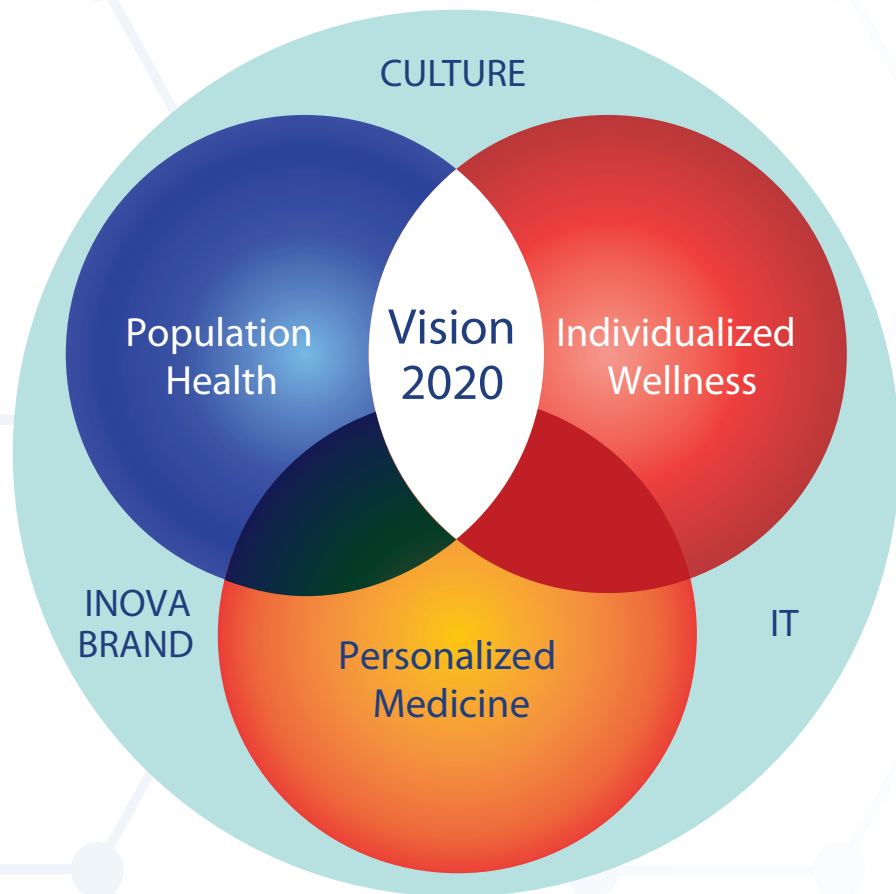 CULTURE
Population
Health
Vision
2020
Individualized
Wellness
INOVA
BRAND
IT
Personalized
Medicine